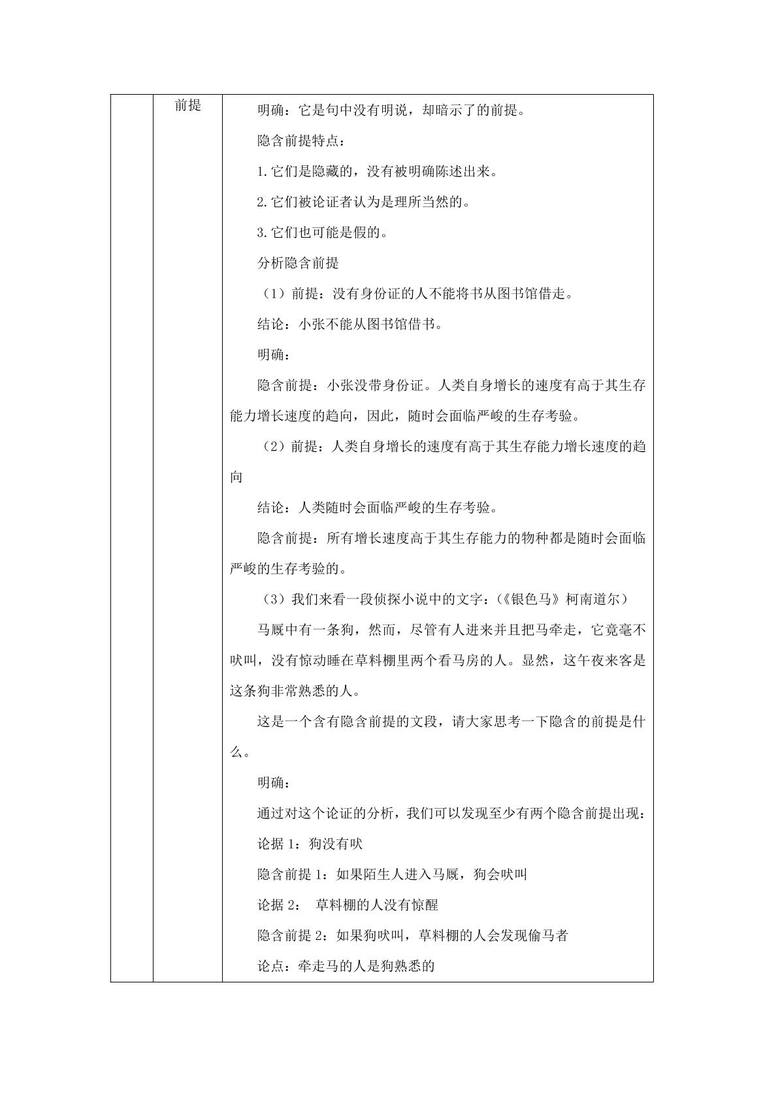 前提
明确：它是句中没有明说，却暗示了的前提。
隐含前提特点：
1.它们是隐藏的，没有被明确陈述出来。
2.它们被论证者认为是理所当然的。
3.它们也可能是假的。
分析隐含前提
（1）前提：没有身份证的人不能将书从图书馆借走。
结论：小张不能从图书馆借书。
明确：
隐含前提：小张没带身份证。人类自身增长的速度有高于其生存
能力增长速度的趋向，因此，随时会面临严峻的生存考验。
（2）前提：人类自身增长的速度有高于其生存能力增长速度的趋
向
结论：人类随时会面临严峻的生存考验。
隐含前提：所有增长速度高于其生存能力的物种都是随时会面临
严峻的生存考验的。
（3）我们来看一段侦探小说中的文字：（《银色马》柯南道尔）
马厩中有一条狗，然而，尽管有人进来并且把马牵走，它竟毫不
吠叫，没有惊动睡在草料棚里两个看马房的人。显然，这午夜来客是
这条狗非常熟悉的人。
这是一个含有隐含前提的文段，请大家思考一下隐含的前提是什
么。
明确：
通过对这个论证的分析，我们可以发现至少有两个隐含前提出现：
论据1：狗没有吠
隐含前提1：如果陌生人进入马厩，狗会吠叫
论据2： 草料棚的人没有惊醒
隐含前提2：如果狗吠叫，草料棚的人会发现偷马者
论点：牵走马的人是狗熟悉的